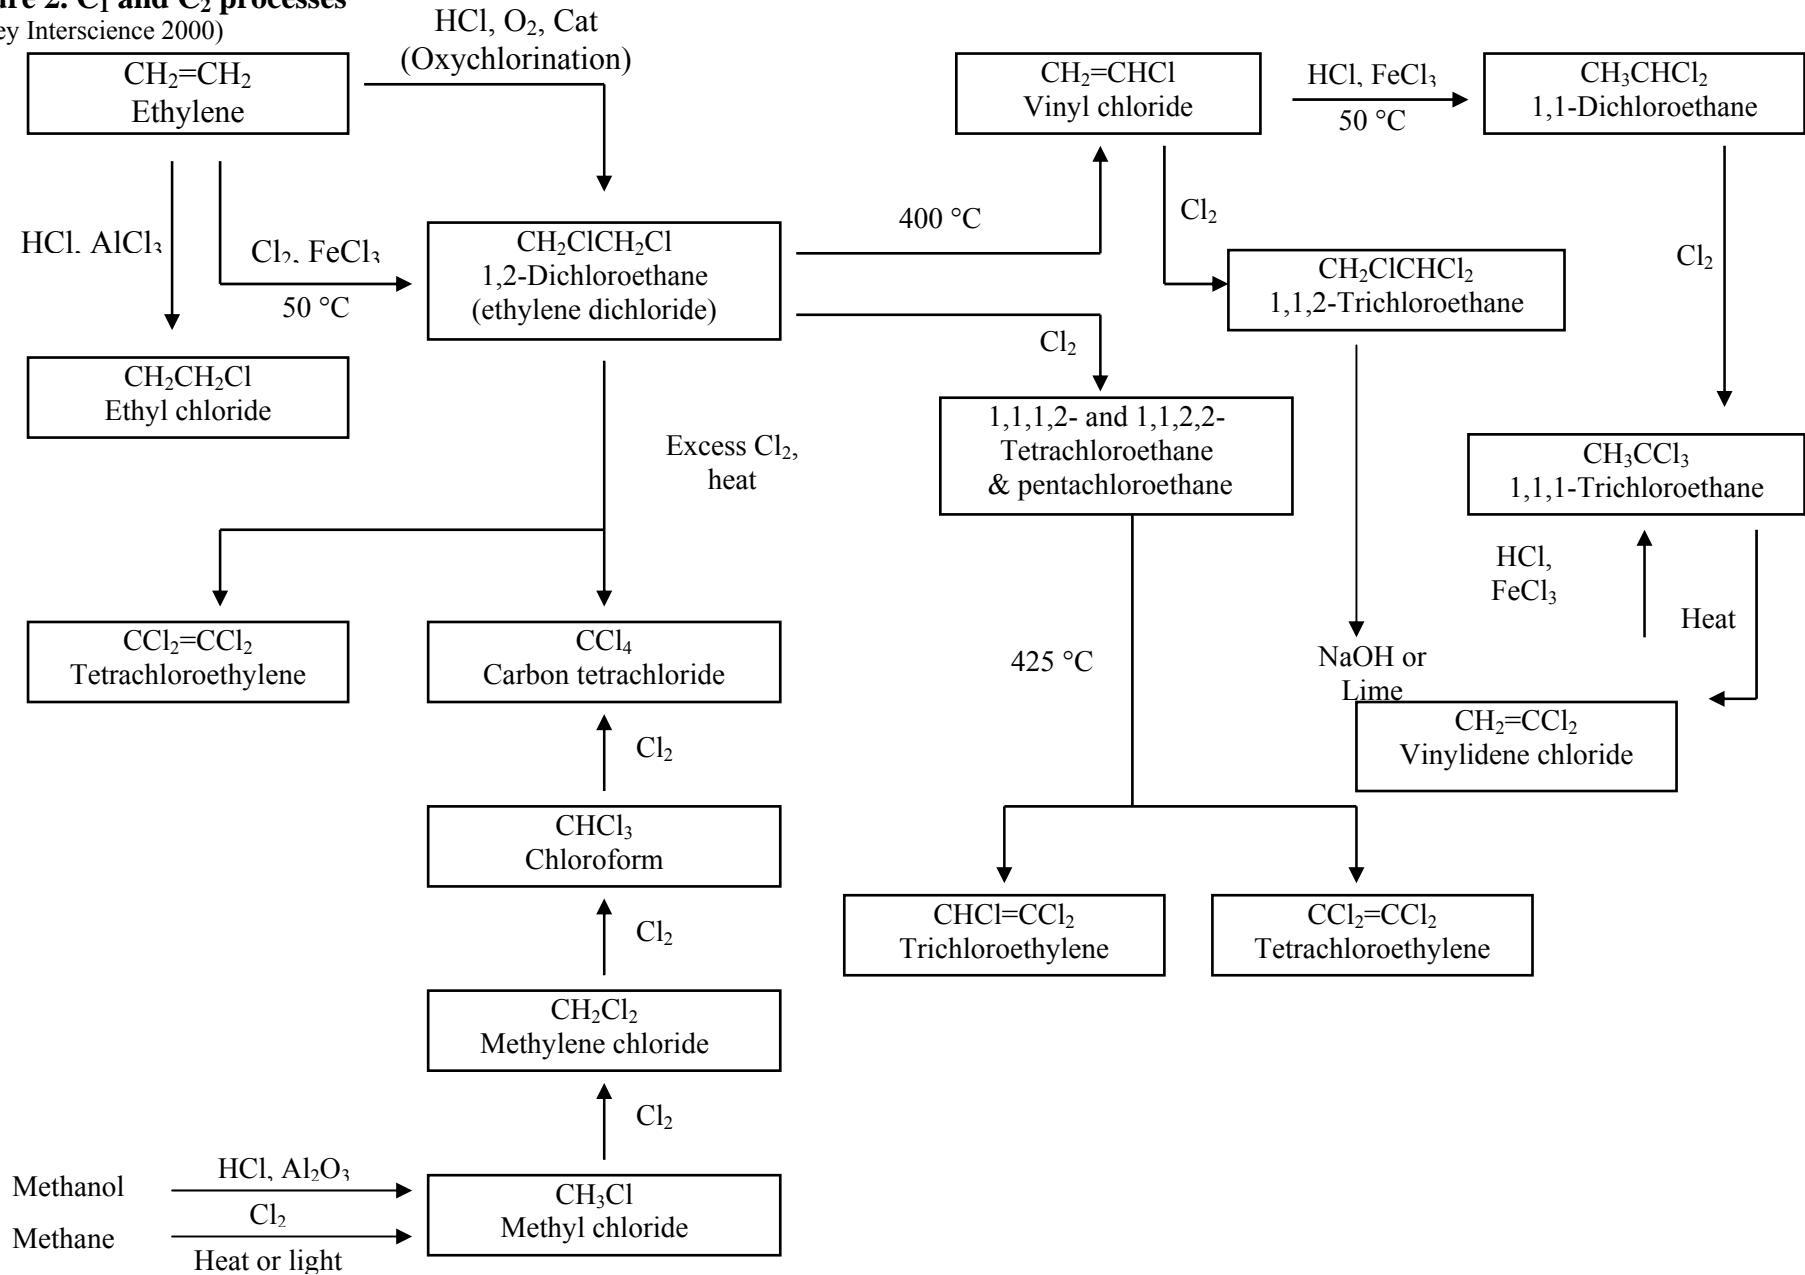 ure 2. C₁ and C₂ processes
ey Interscience 2000)
HCl, O₂, Cat
(Oxychlorination)
CH₂=CH₂
Ethylene
CH₂=CHCl
Vinyl chloride
HCl, FeCl₃
50 °C
CH₃CHCl₂
1,1-Dichloroethane
HCl, AlCl₃
Cl₂, FeCl₃
50 °C
CH₂ClCH₂Cl
1,2-Dichloroethane
(ethylene dichloride)
400 °C
Cl₂
CH₂ClCHCl₂
1,1,2-Trichloroethane
Cl₂
Cl₂
CH₂CH₂Cl
Ethyl chloride
Excess Cl₂,
heat
1,1,1,2- and 1,1,2,2-
Tetrachloroethane
& pentachloroethane
CH₃CCl₃
1,1,1-Trichloroethane
HCl,
FeCl₃
Heat
CCl₂=CCl₂
Tetrachloroethylene
CCl₄
Carbon tetrachloride
425 °C
NaOH or
Lime
CH₂=CCl₂
Vinylidene chloride
Cl₂
CHCl₃
Chloroform
Cl₂
CHCl=CCl₂
Trichloroethylene
CCl₂=CCl₂
Tetrachloroethylene
CH₂Cl₂
Methylene chloride
Cl₂
Methanol
HCl, Al₂O₃
CH₃Cl
Methyl chloride
Methane
Cl₂
Heat or light